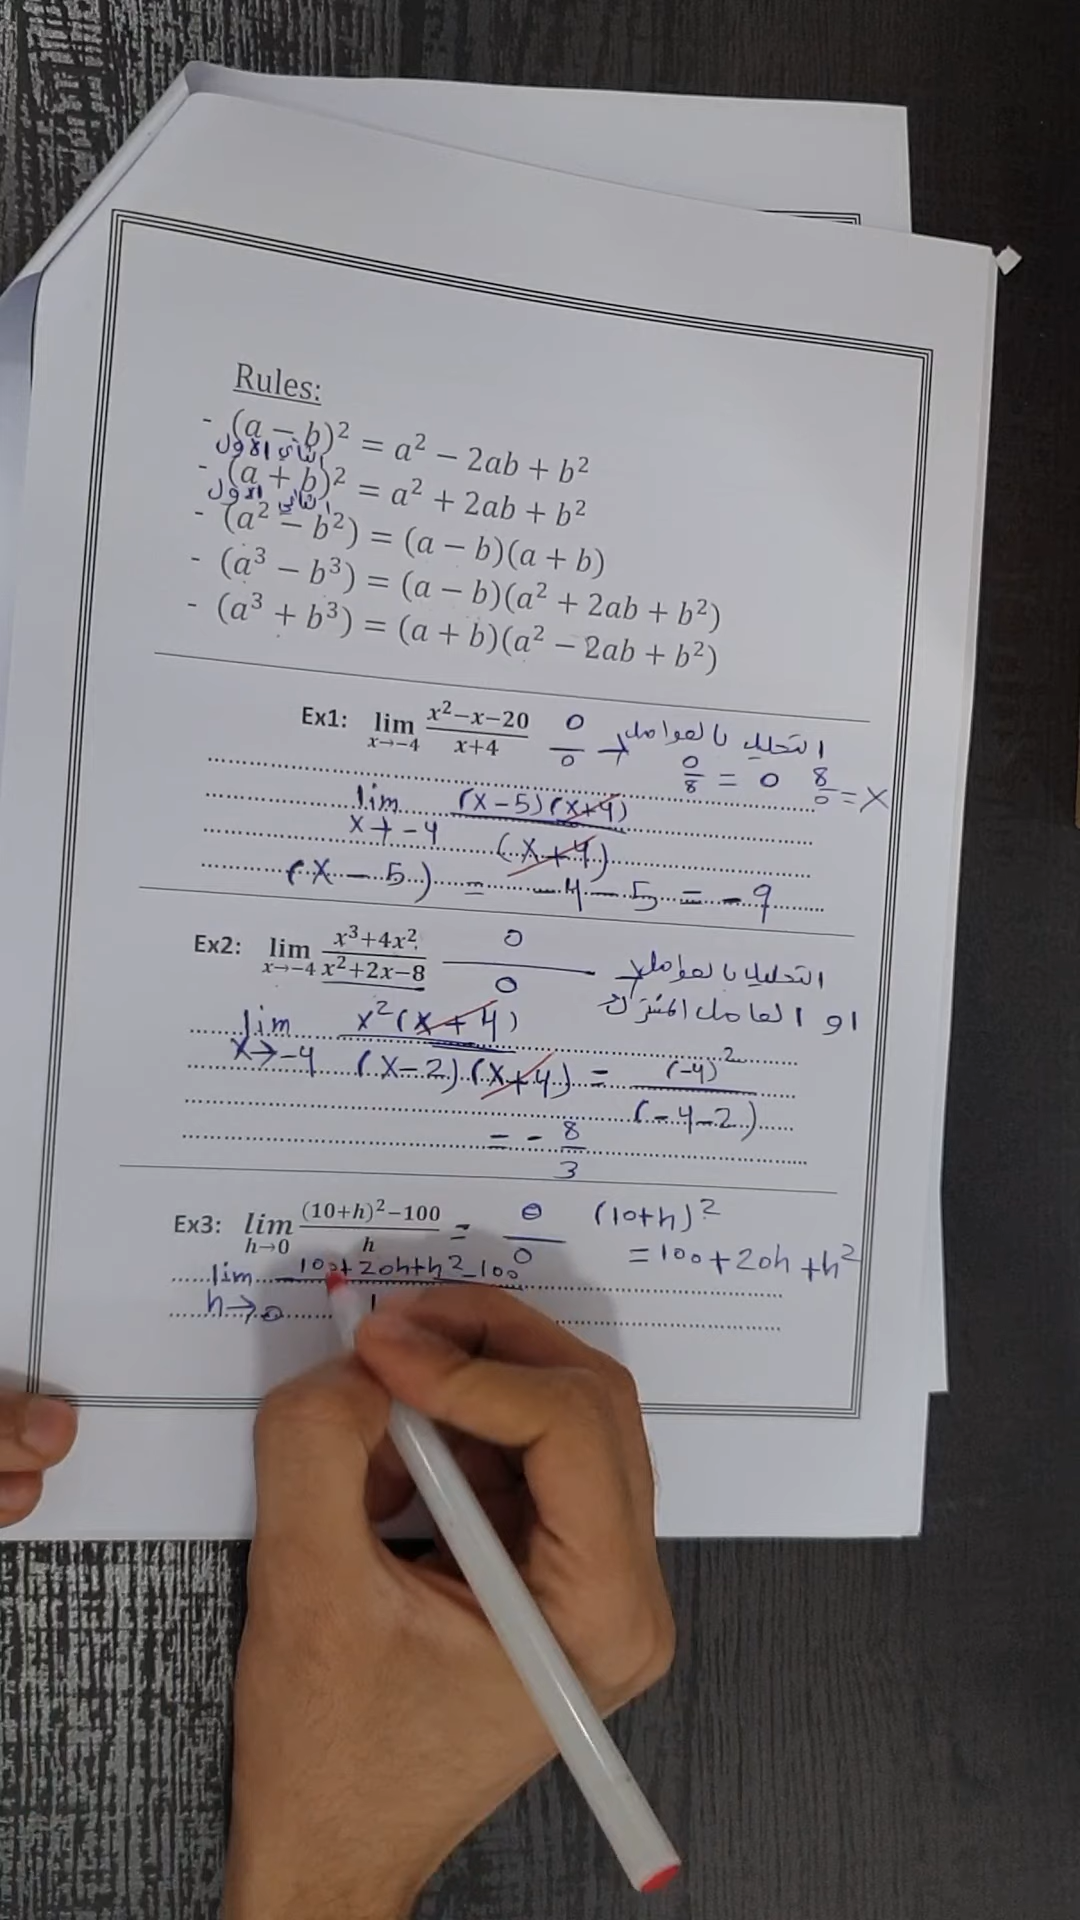 Rules:
- (a − b)² = a² − 2ab + b²
الأول الثاني
- (a + b)² = a² + 2ab + b²
الأول الثاني
- (a² − b²) = (a − b)(a + b)
- (a³ − b³) = (a − b)(a² + 2ab + b²)
- (a³ + b³) = (a + b)(a² − 2ab + b²)
Ex1: lim x→−4 (x²−x−20)/(x+4) 0/0 → التحليل بالعوامل
0/8 = 0 8/0 = X
lim x→-4 (x-5)(x+4) / (x+4)
(x-5) = -4-5 = -9
Ex2: lim x→−4 (x³+4x²)/(x²+2x−8) 0/0 → التحليل بالعوامل
او العامل المشترك
lim x→-4 x²(x+4) / (x-2)(x+4) = (-4)² / (-4-2)
= - 8/3
Ex3: lim h→0 ((10+h)²−100)/h = 0/0 (10+h)²
= 100+20h+h²
lim h→0 100+20h+h²-100